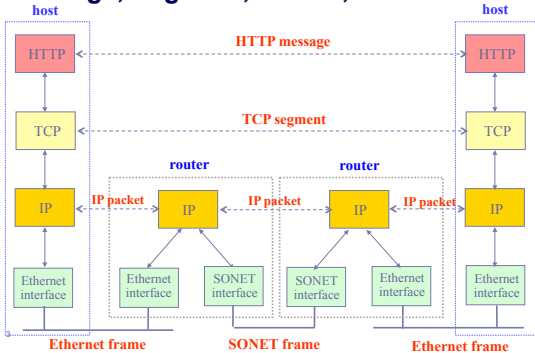 host
host
HTTP
HTTP message
HTTP
TCP
TCP segment
TCP
router
router
IP
IP packet
IP
IP packet
IP
IP packet
IP
Ethernet
interface
Ethernet
interface
SONET
interface
SONET
interface
Ethernet
interface
Ethernet
interface
3
Ethernet frame
SONET frame
Ethernet frame